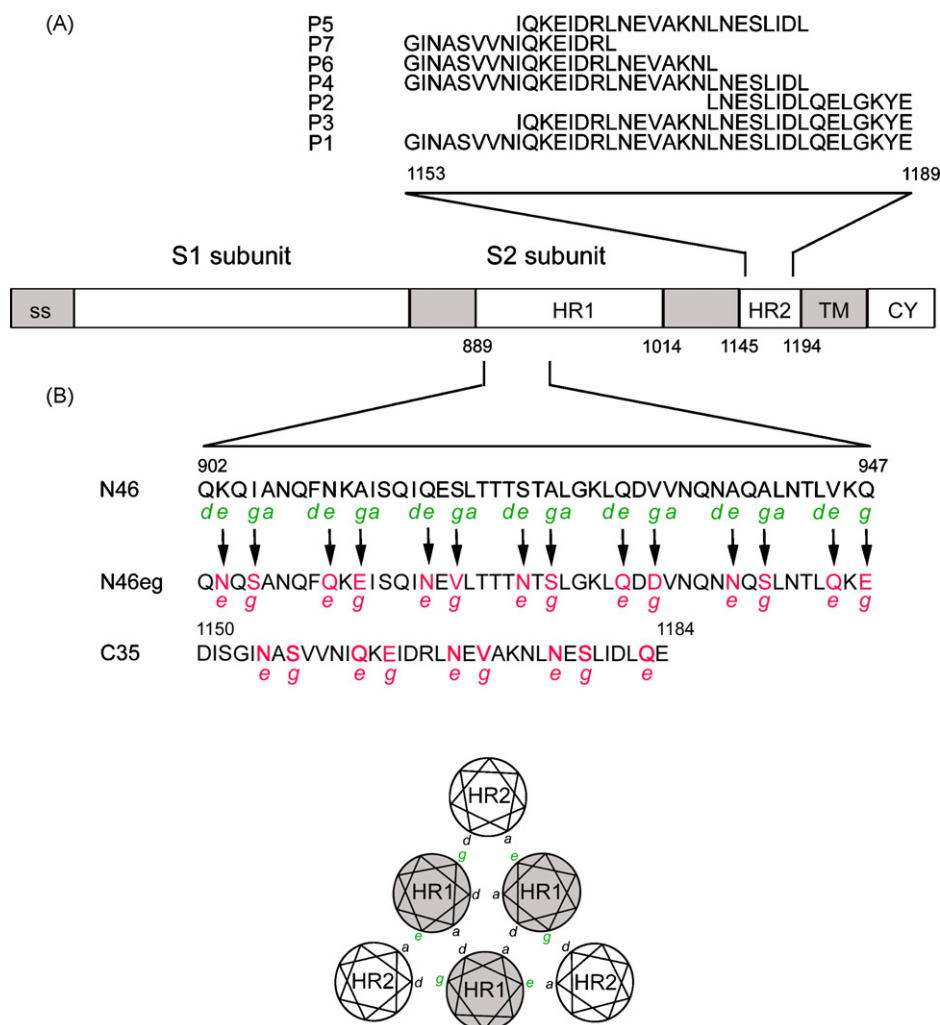 (A)
P5 IQKEIDRLNEVAKNLNESLIDL
P7 GINASVVNIQKEIDRL
P6 GINASVVNIQKEIDRLNEVAKNL
P4 GINASVVNIQKEIDRLNEVAKNLNESLIDL
P2 LNESLIDLQELGKYE
P3 IQKEIDRLNEVAKNLNESLIDLQELGKYE
P1 GINASVVNIQKEIDRLNEVAKNLNESLIDLQELGKYE
1153 1189
S1 subunit S2 subunit
ss HR1 HR2 TM CY
889 1014 1145 1194
(B)
902 947
N46 QKQIANQFNKAISQIQESLTTTSTALGKLQDVVNQNAQALNTLVKQ
d e g a d e g a d e g a d e g a d e g a d e g a d e g
N46eg QNQSANQFQKEISQINEVLTTTNTSLGKLQDDVNQNNQSLNTLQKE
e g e g e g e g e g e g e g
1150 1184
C35 DISGINASVVNIQKEIDRLNEVAKNLNESLIDLQE
e g e g e g e g e
HR2
d a
g e
HR1 d a HR1
e a d g
a d a d
HR2 d g HR1 e a HR2